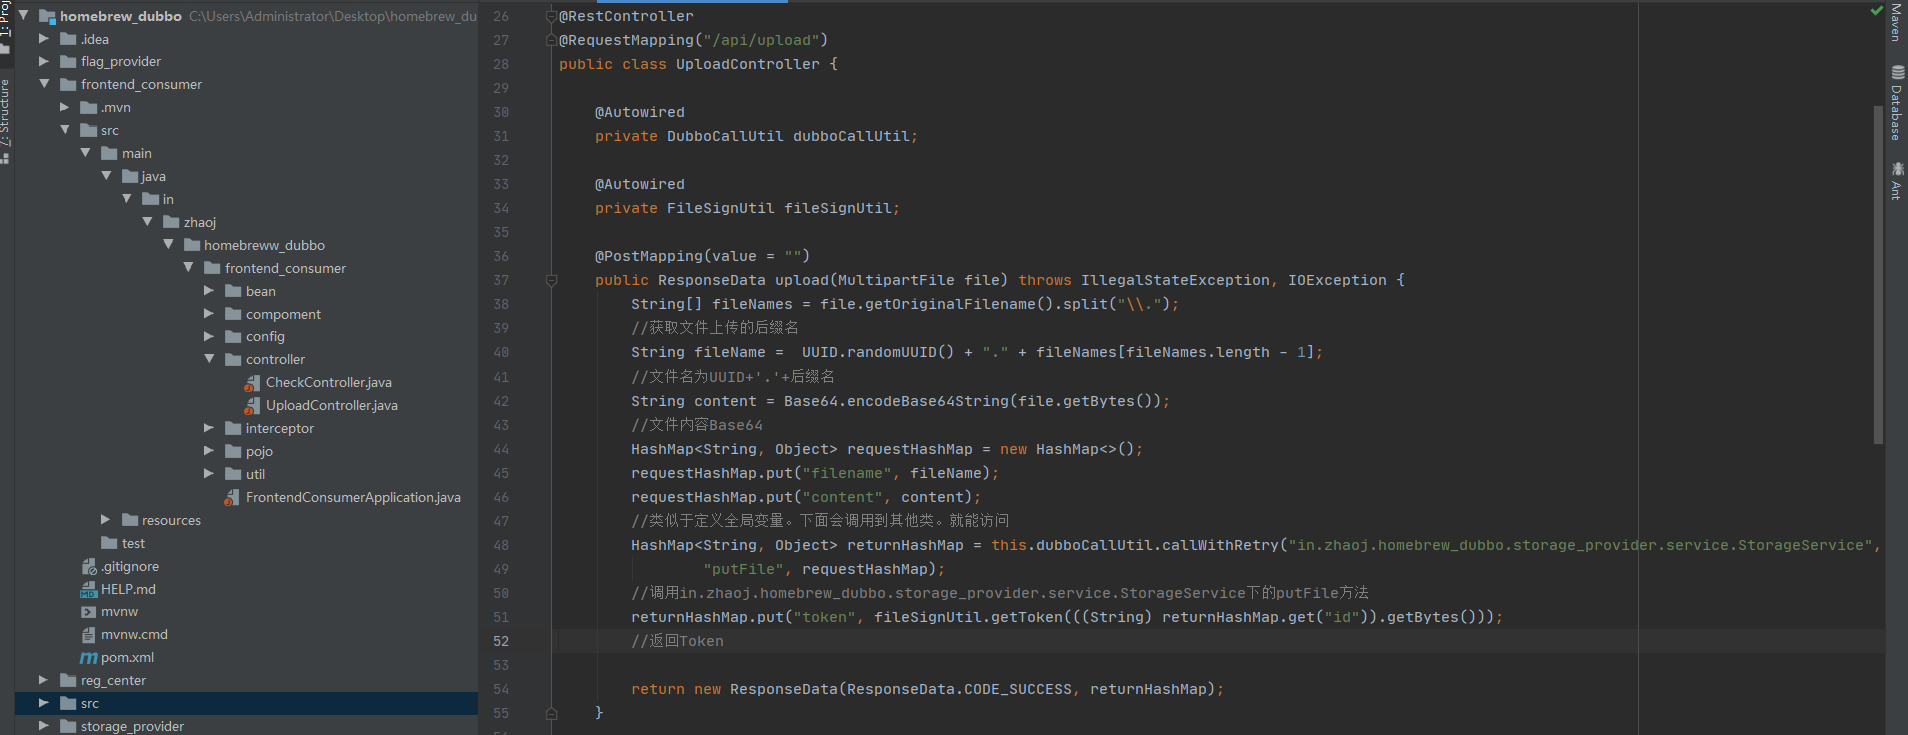 1: Proj
7: Structure
homebrew_dubbo C:\Users\Administrator\Desktop\homebrew_du
.idea
flag_provider
frontend_consumer
.mvn
src
main
java
in
zhaoj
homebreww_dubbo
frontend_consumer
bean
compoment
config
controller
CheckController.java
UploadController.java
interceptor
pojo
util
FrontendConsumerApplication.java
resources
test
.gitignore
HELP.md
mvnw
mvnw.cmd
pom.xml
reg_center
src
storage_provider
26 @RestController
27 @RequestMapping("/api/upload")
28 public class UploadController {
29
30 @Autowired
31 private DubboCallUtil dubboCallUtil;
32
33 @Autowired
34 private FileSignUtil fileSignUtil;
35
36 @PostMapping(value = "")
37 public ResponseData upload(MultipartFile file) throws IllegalStateException, IOException {
38 String[] fileNames = file.getOriginalFilename().split("\\.");
39 //获取文件上传的后缀名
40 String fileName =  UUID.randomUUID() + "." + fileNames[fileNames.length - 1];
41 //文件名为UUID+'.'+后缀名
42 String content = Base64.encodeBase64String(file.getBytes());
43 //文件内容Base64
44 HashMap<String, Object> requestHashMap = new HashMap<>();
45 requestHashMap.put("filename", fileName);
46 requestHashMap.put("content", content);
47 //类似于定义全局变量。下面会调用到其他类。就能访问
48 HashMap<String, Object> returnHashMap = this.dubboCallUtil.callWithRetry("in.zhaoj.homebrew_dubbo.storage_provider.service.StorageService",
49 "putFile", requestHashMap);
50 //调用in.zhaoj.homebrew_dubbo.storage_provider.service.StorageService下的putFile方法
51 returnHashMap.put("token", fileSignUtil.getToken(((String) returnHashMap.get("id")).getBytes()));
52 //返回Token
53
54 return new ResponseData(ResponseData.CODE_SUCCESS, returnHashMap);
55 }
Maven
Database
Ant